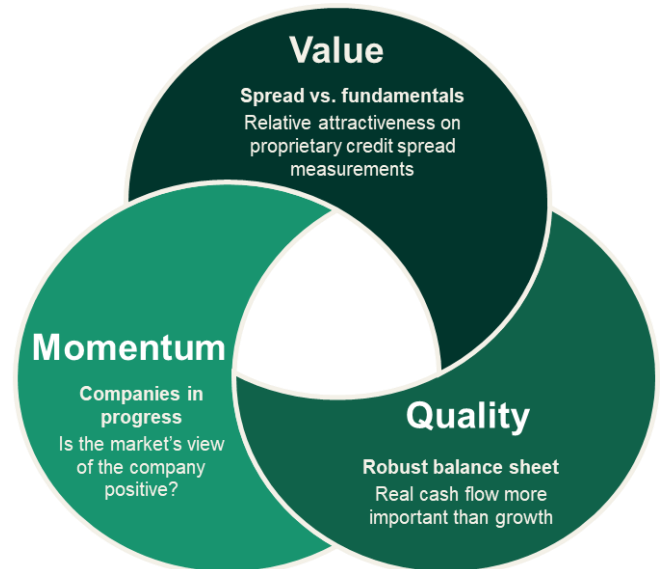 Value
Spread vs. fundamentals
Relative attractiveness on
proprietary credit spread
measurements
Momentum
Companies in
progress
Is the market's view
of the company
positive?
Quality
Robust balance sheet
Real cash flow more
important than growth